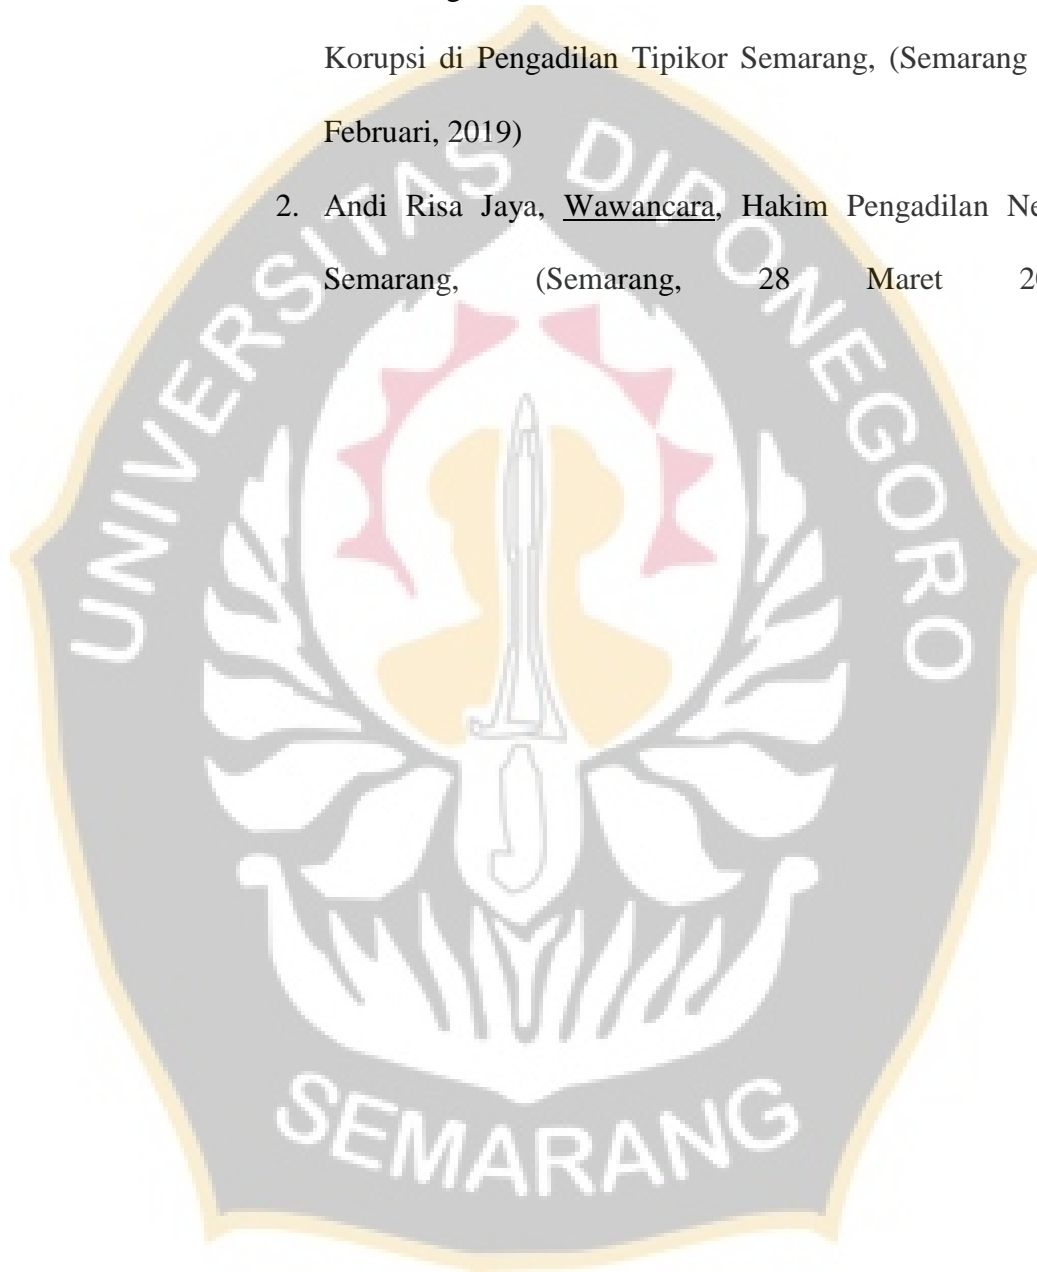 Korupsi di Pengadilan Tipikor Semarang, (Semarang
Februari, 2019)
2. Andi Risa Jaya, Wawancara, Hakim Pengadilan
Semarang, (Semarang, 28 Maret
UNIVERSITAS DIPONEGORO
SEMARANG